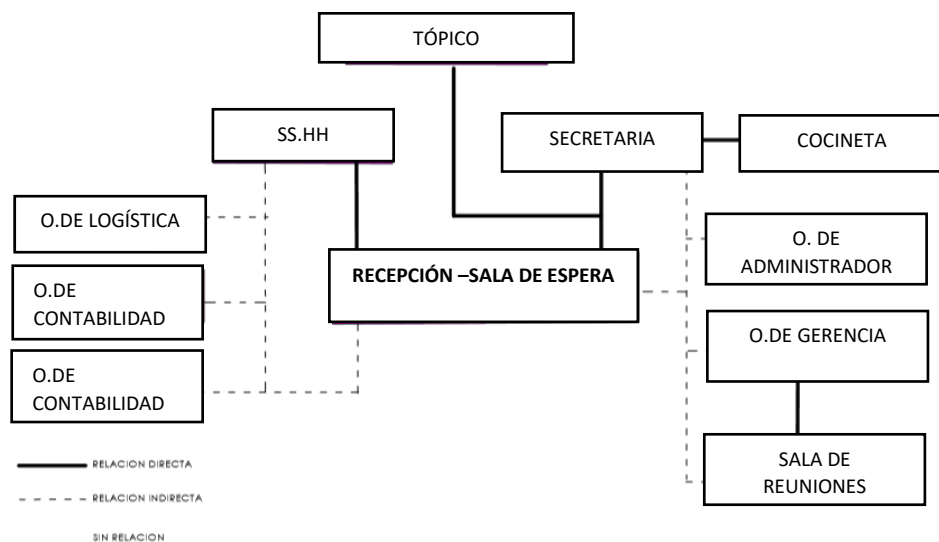 TÓPICO
SS.HH
SECRETARIA
COCINETA
O.DE LOGÍSTICA
O. DE
ADMINISTRADOR
RECEPCIÓN –SALA DE ESPERA
O.DE
CONTABILIDAD
O.DE GERENCIA
O.DE
CONTABILIDAD
SALA DE
REUNIONES
RELACION DIRECTA
RELACION INDIRECTA
SIN RELACION